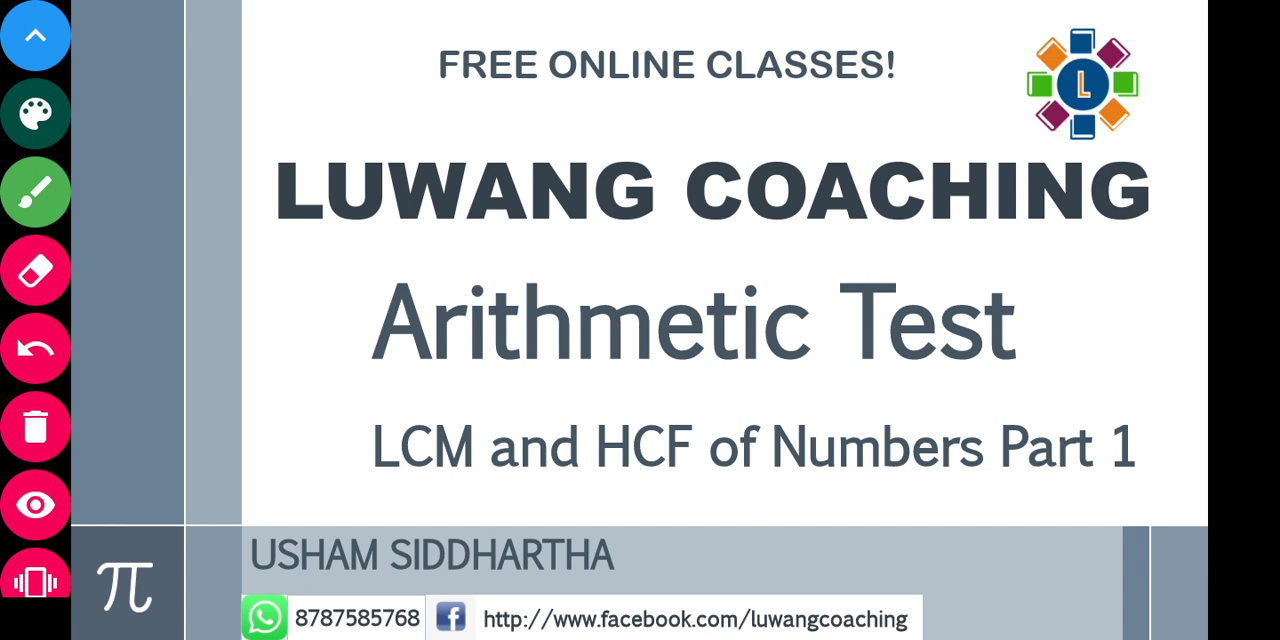 FREE ONLINE CLASSES!
L
LUWANG COACHING
Arithmetic Test
LCM and HCF of Numbers Part 1
USHAM SIDDHARTHA
π
8787585768
http://www.facebook.com/luwangcoaching